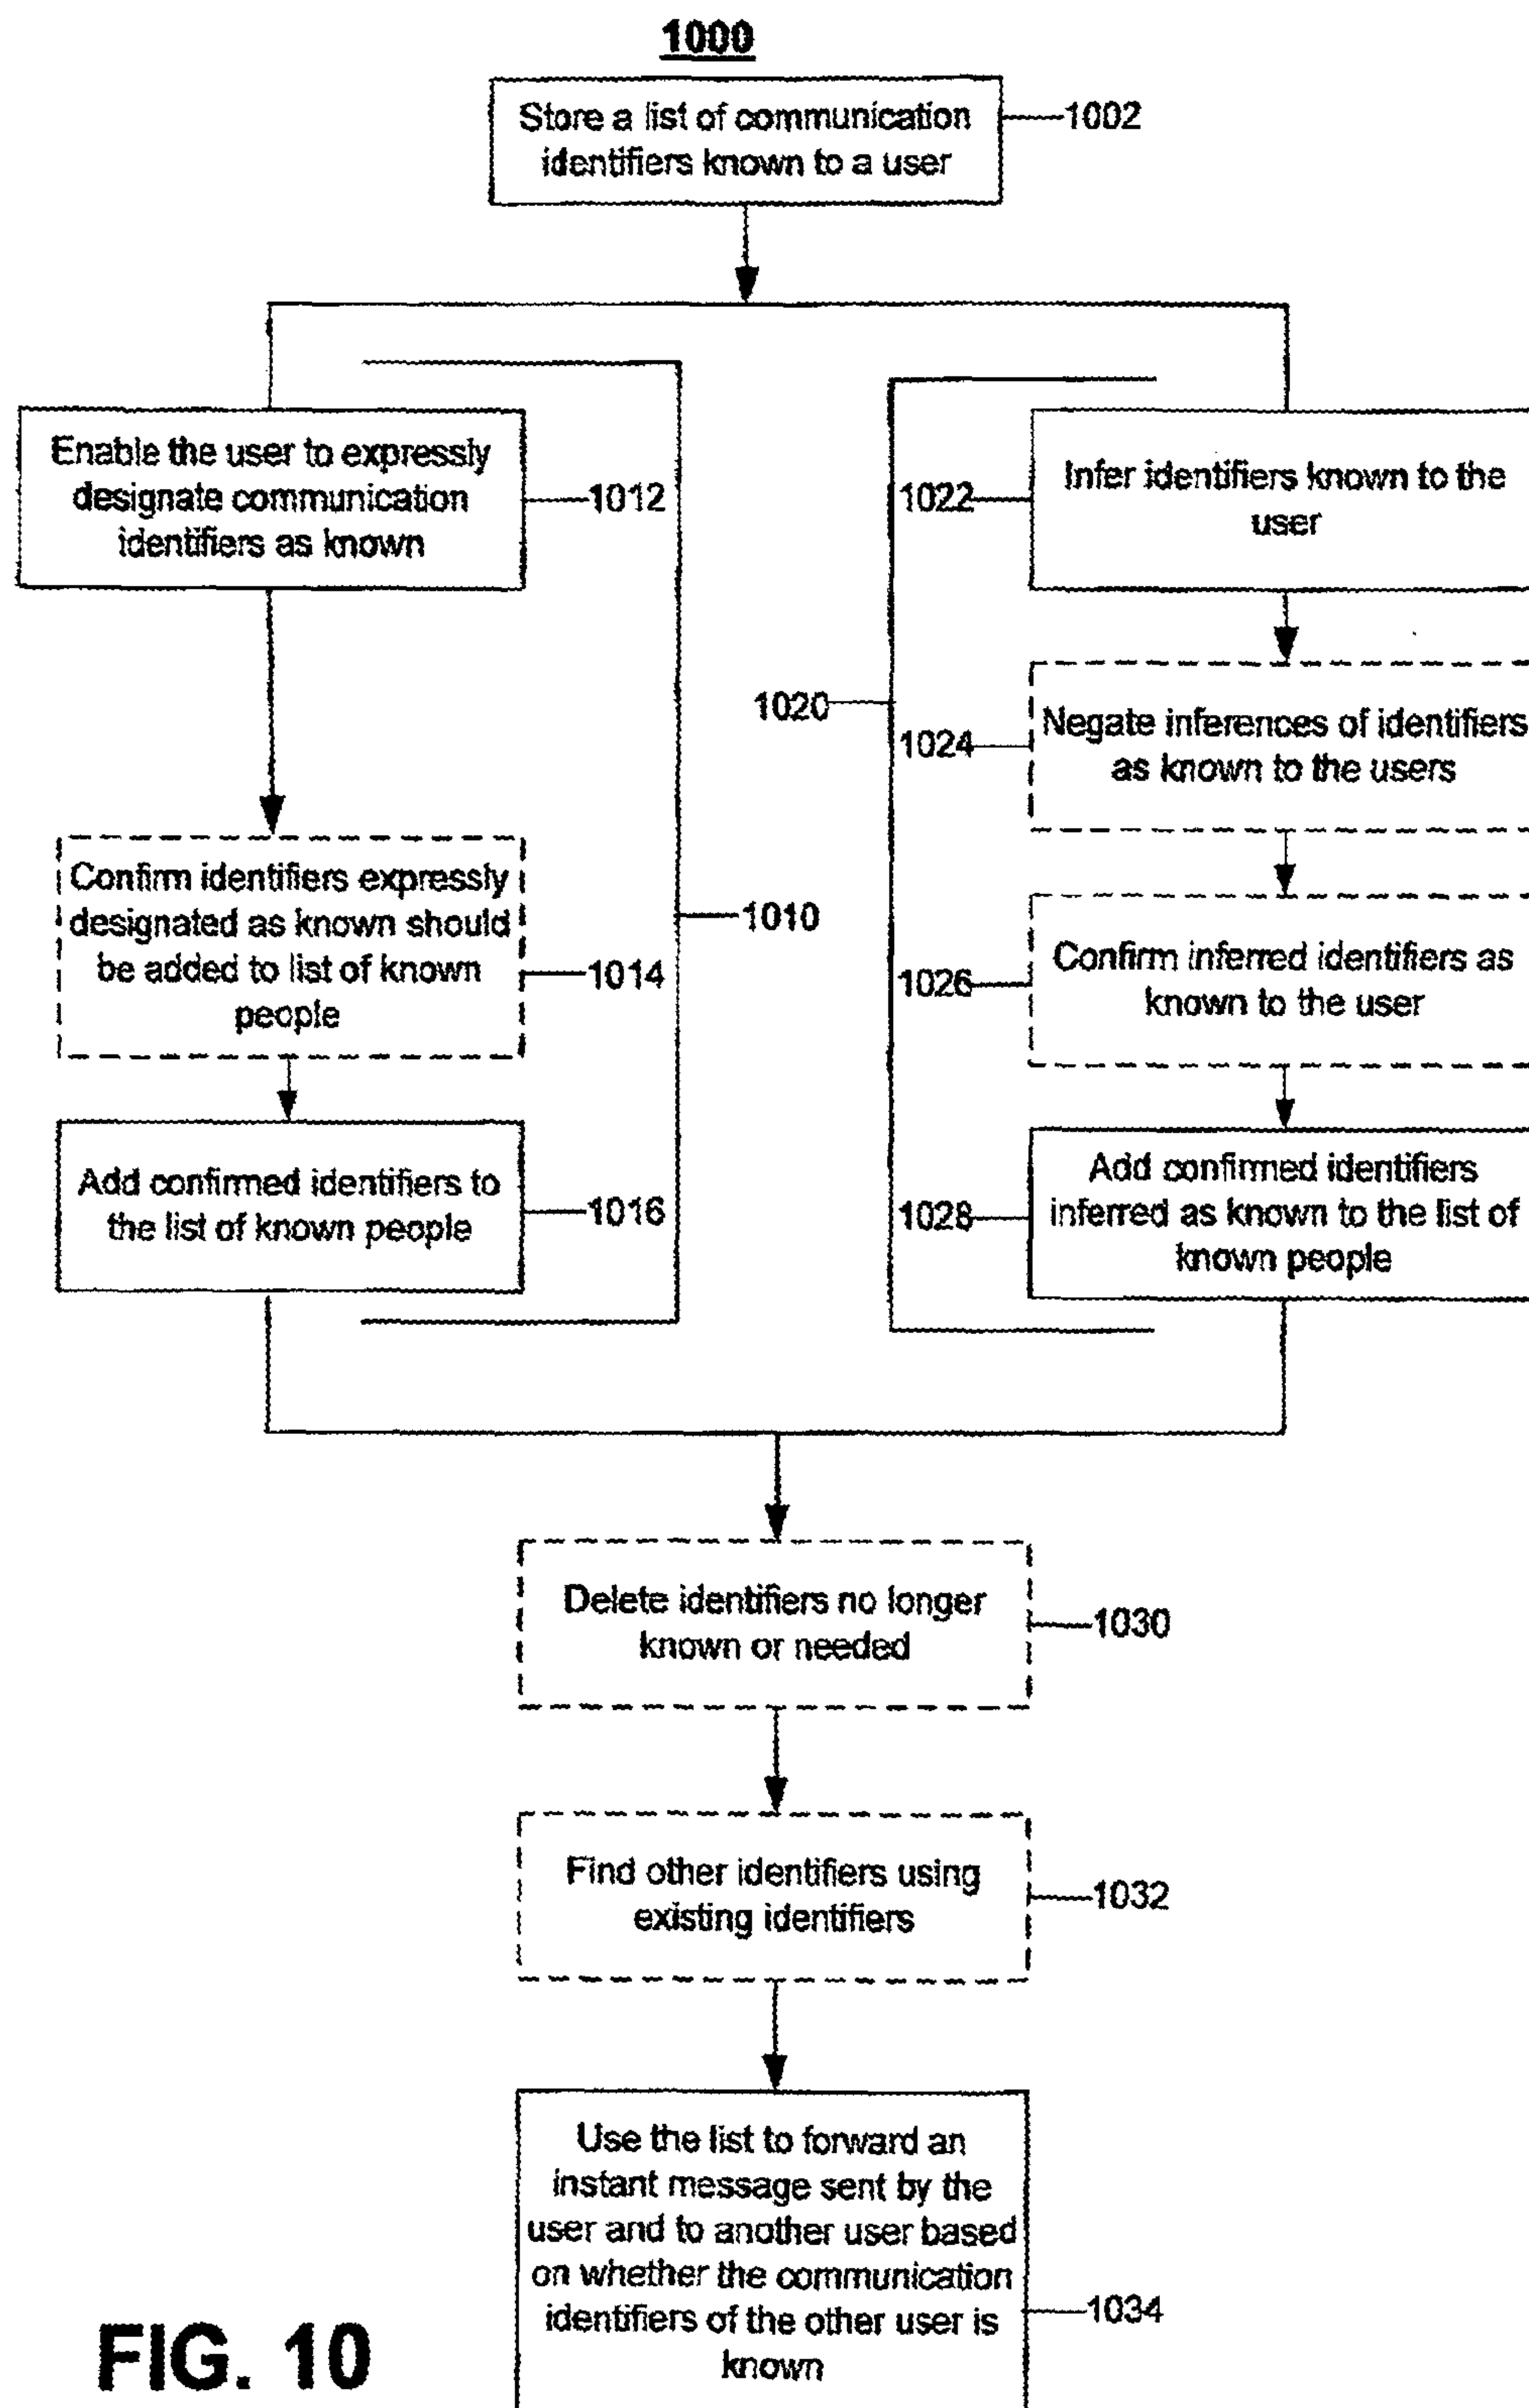 1000
Store a list of communication
identifiers known to a user
1002
Enable the user to expressly
designate communication
identifiers as known
1012
1022
Infer identifiers known to the
user
1020
1024
Negate inferences of identifiers
as known to the users
Confirm identifiers expressly
designated as known should
be added to list of known
people
1014
1010
1026
Confirm inferred identifiers as
known to the user
Add confirmed identifiers to
the list of known people
1016
1028
Add confirmed identifiers
inferred as known to the list of
known people
Delete identifiers no longer
known or needed
1030
Find other identifiers using
existing identifiers
1032
Use the list to forward an
instant message sent by the
user and to another user based
on whether the communication
identifiers of the other user is
known
1034
FIG. 10